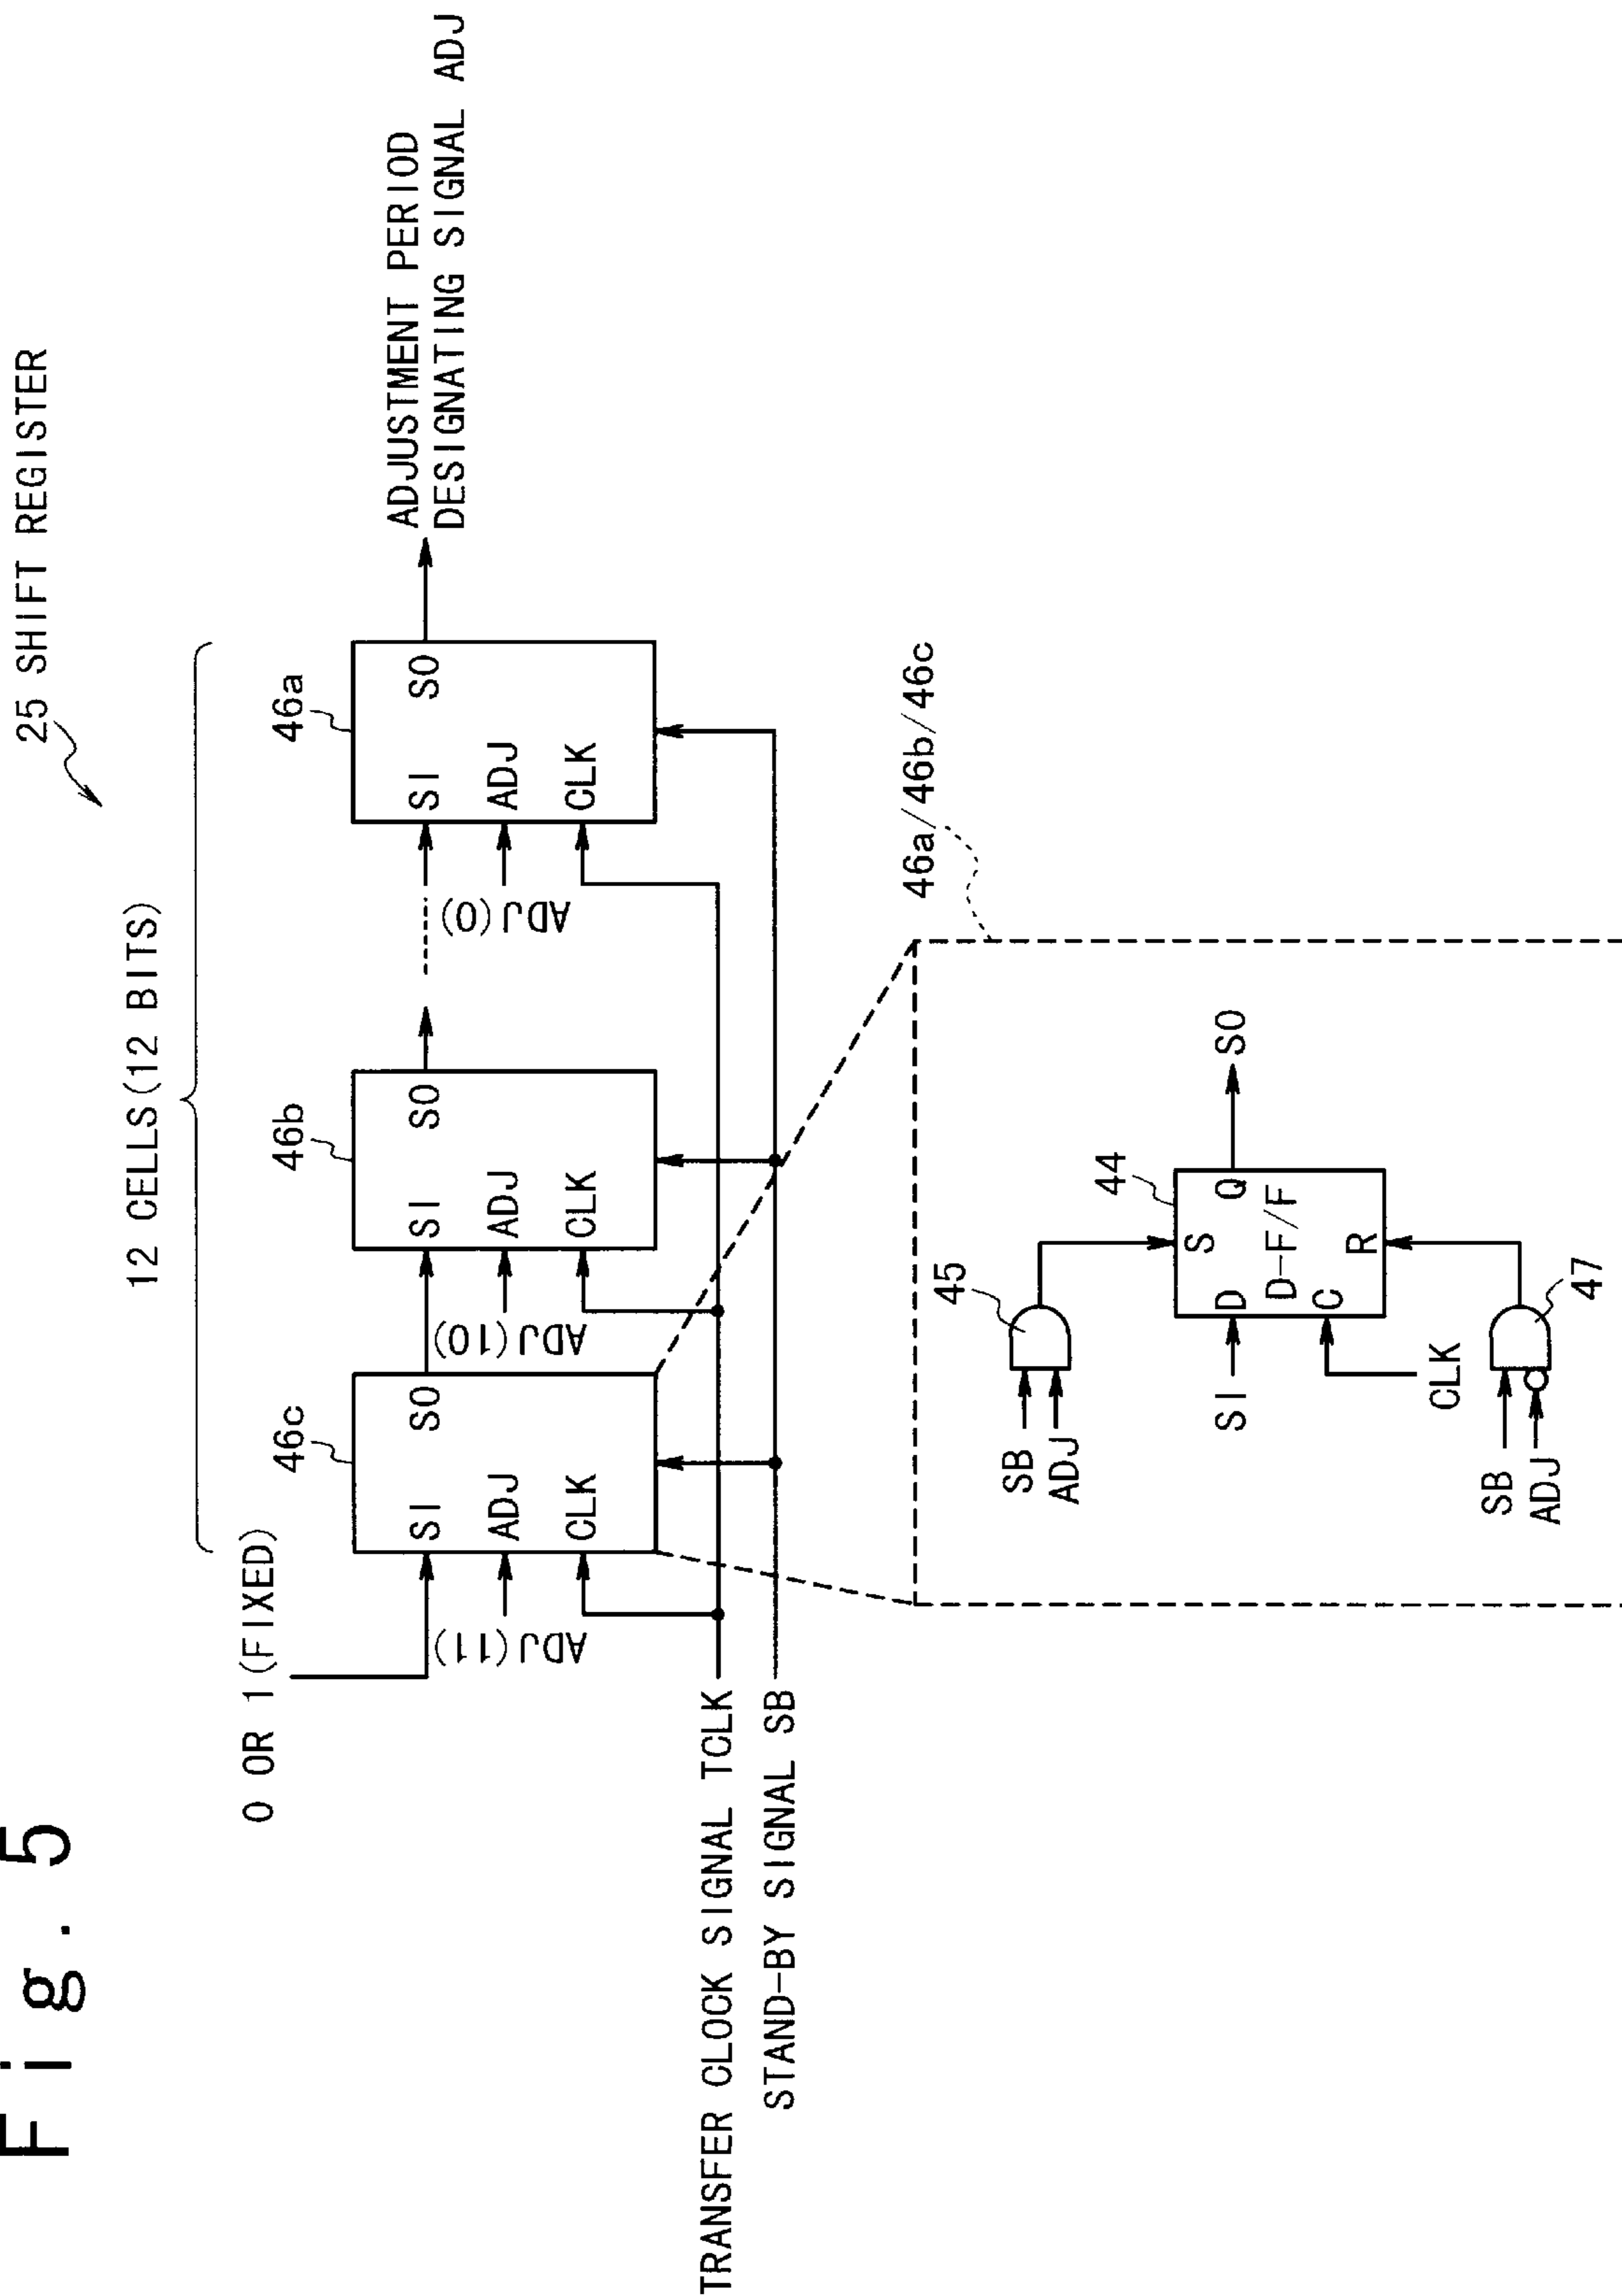 Fig. 5
25 SHIFT REGISTER
12 CELLS(12 BITS)
0 OR 1(FIXED)
46c
SI SO
ADJ
CLK
ADJ(11)
46b
SI SO
ADJ
CLK
ADJ(10)
46a
SI SO
ADJ
CLK
ADJ(0)
ADJUSTMENT PERIOD
DESIGNATING SIGNAL ADJ
TRANSFER CLOCK SIGNAL TCLK
STAND-BY SIGNAL SB
46a/46b/46c
SB
ADJ
45
44
S
SI
D Q
SO
D-F/F
C
R
CLK
SB
ADJ
47